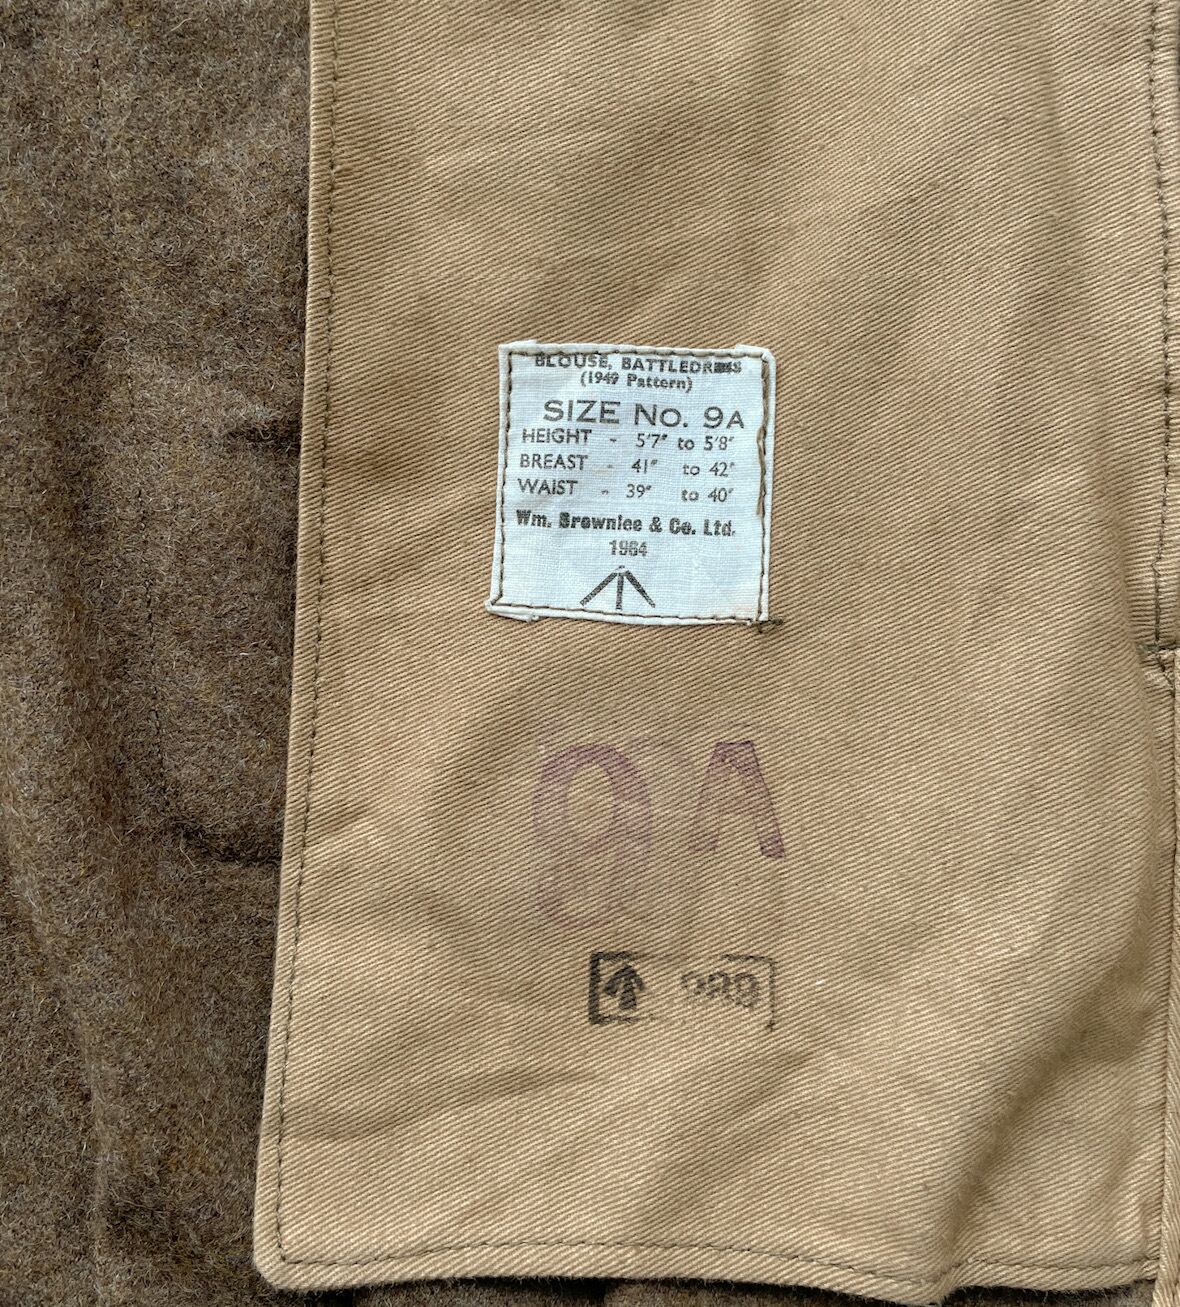 BLOUSE, BATTLEDRESS
(1949 Pattern)
SIZE No. 9A
HEIGHT - 5'7" to 5'8"
BREAST - 41" to 42"
WAIST - 39" to 40"
Wm. Brownlee & Co. Ltd.
1964
9A